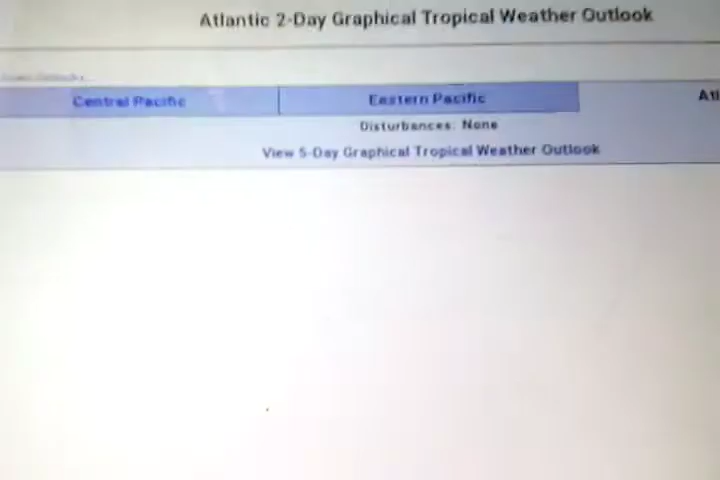 Atlantic 2-Day Graphical Tropical Weather Outlook
Central Pacific Eastern Pacific Atl
Disturbances: None
View 5-Day Graphical Tropical Weather Outlook